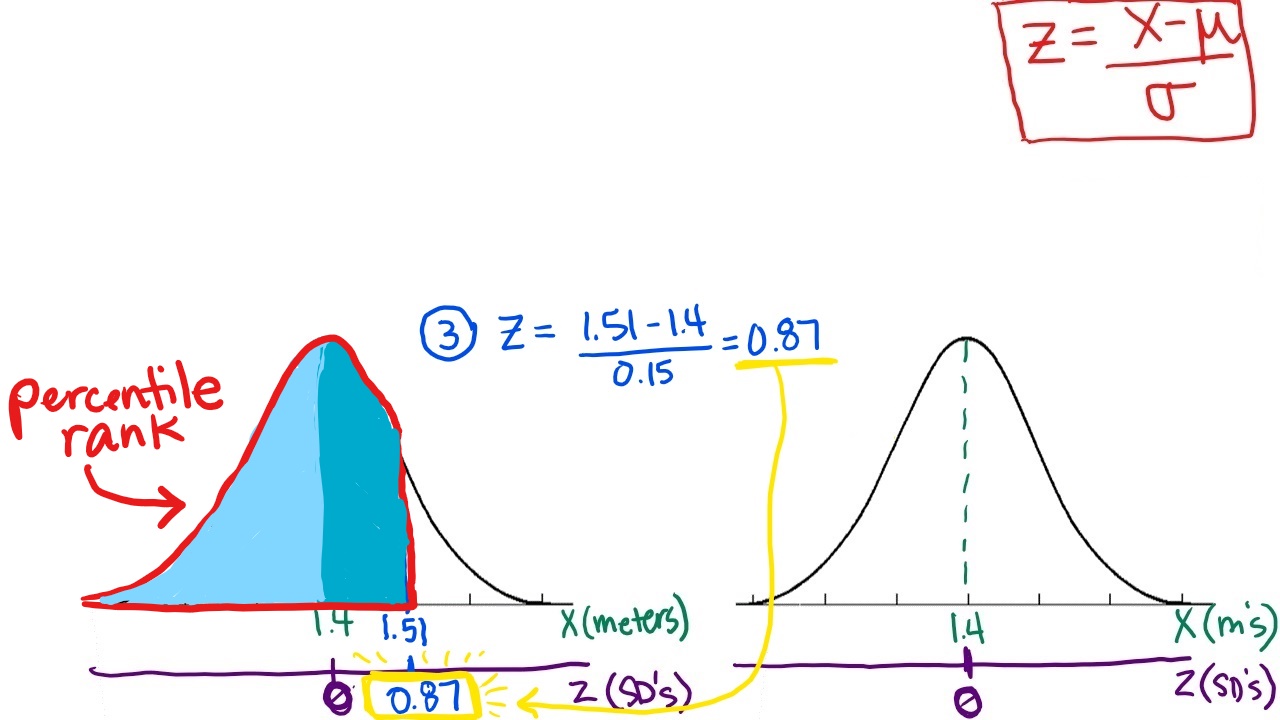 Z = X - μ / σ
③ Z = 1.51 - 1.4 / 0.15 = 0.87
percentile
rank
1.4 1.51 X (meters)
0 0.87 Z (SD's)
1.4 X (m's)
0 Z (SD's)